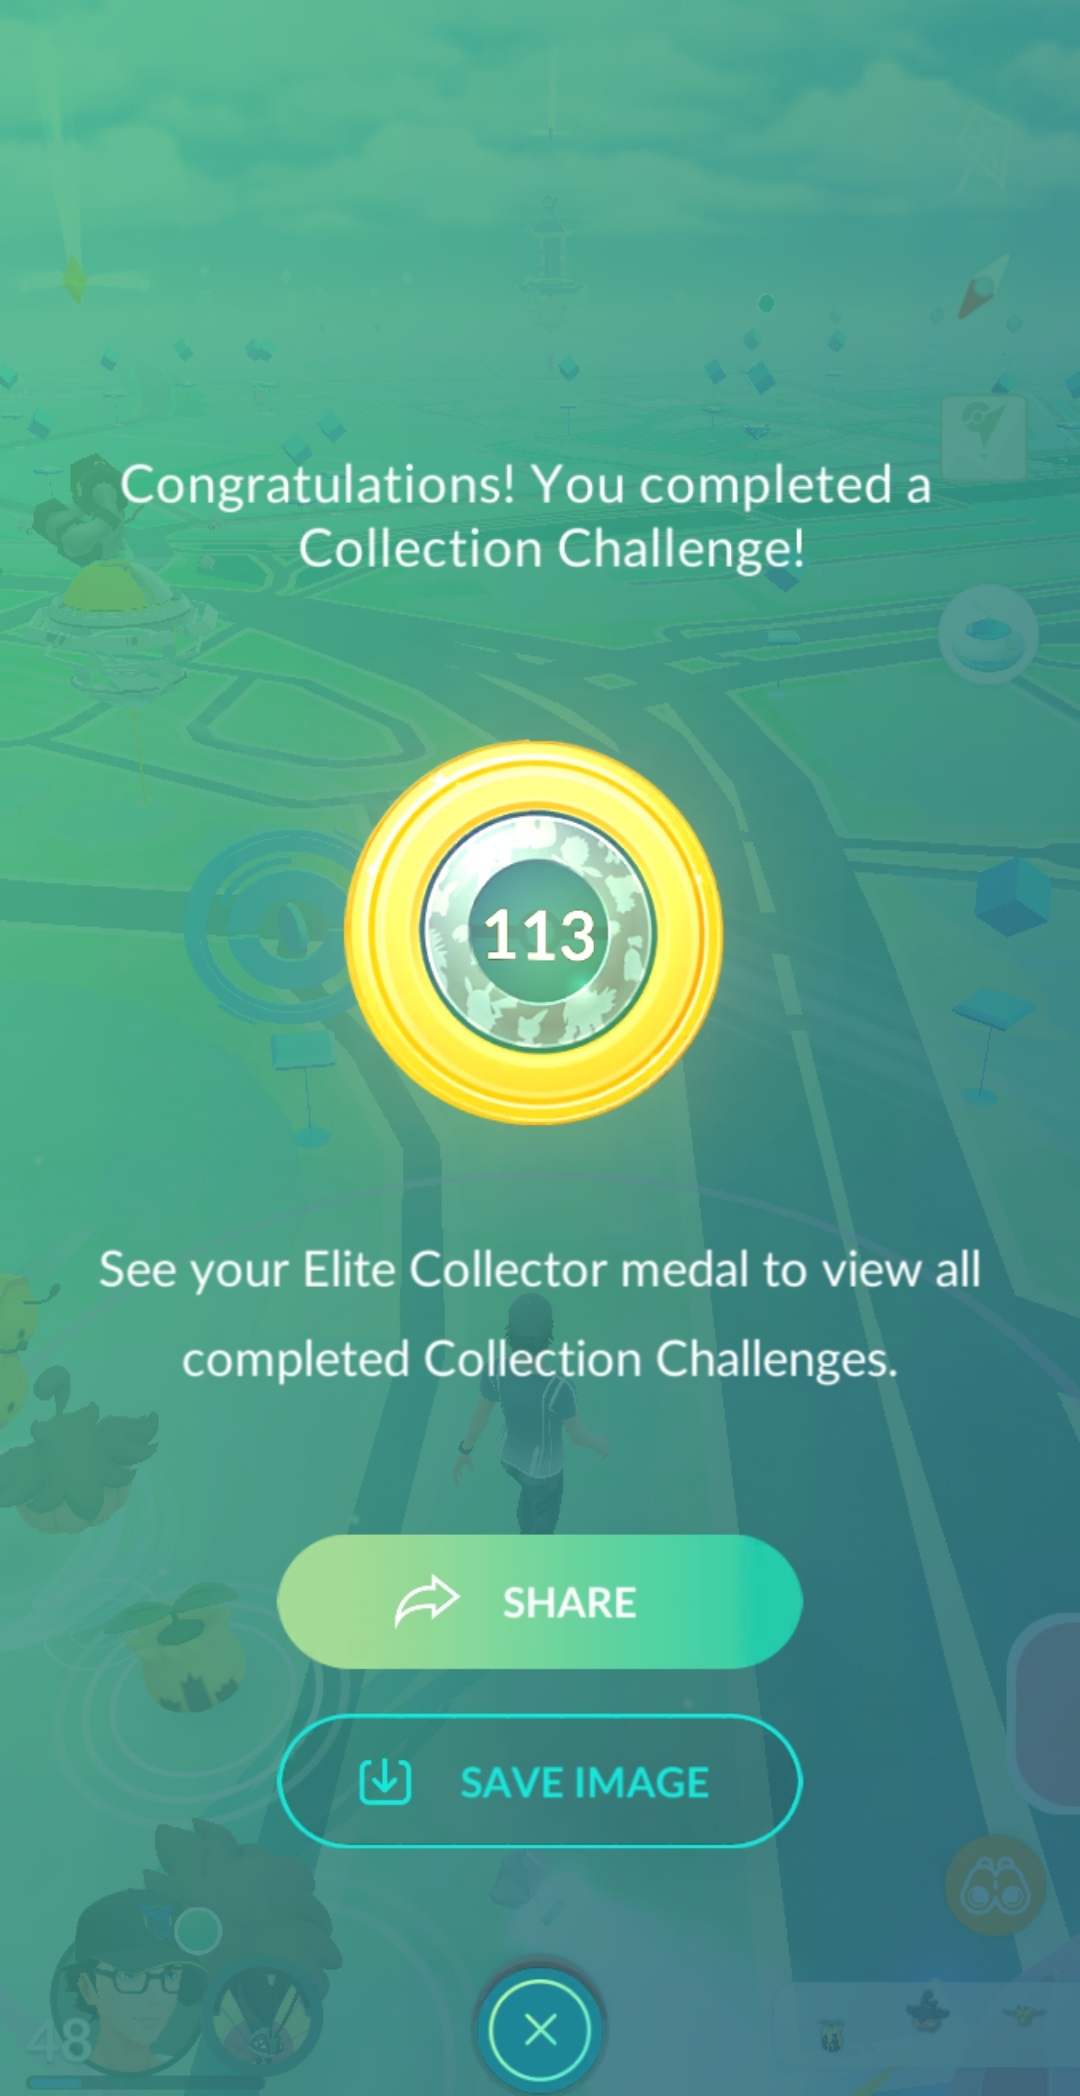 Congratulations! You completed a
Collection Challenge!
113
See your Elite Collector medal to view all
completed Collection Challenges.
SHARE
SAVE IMAGE
48